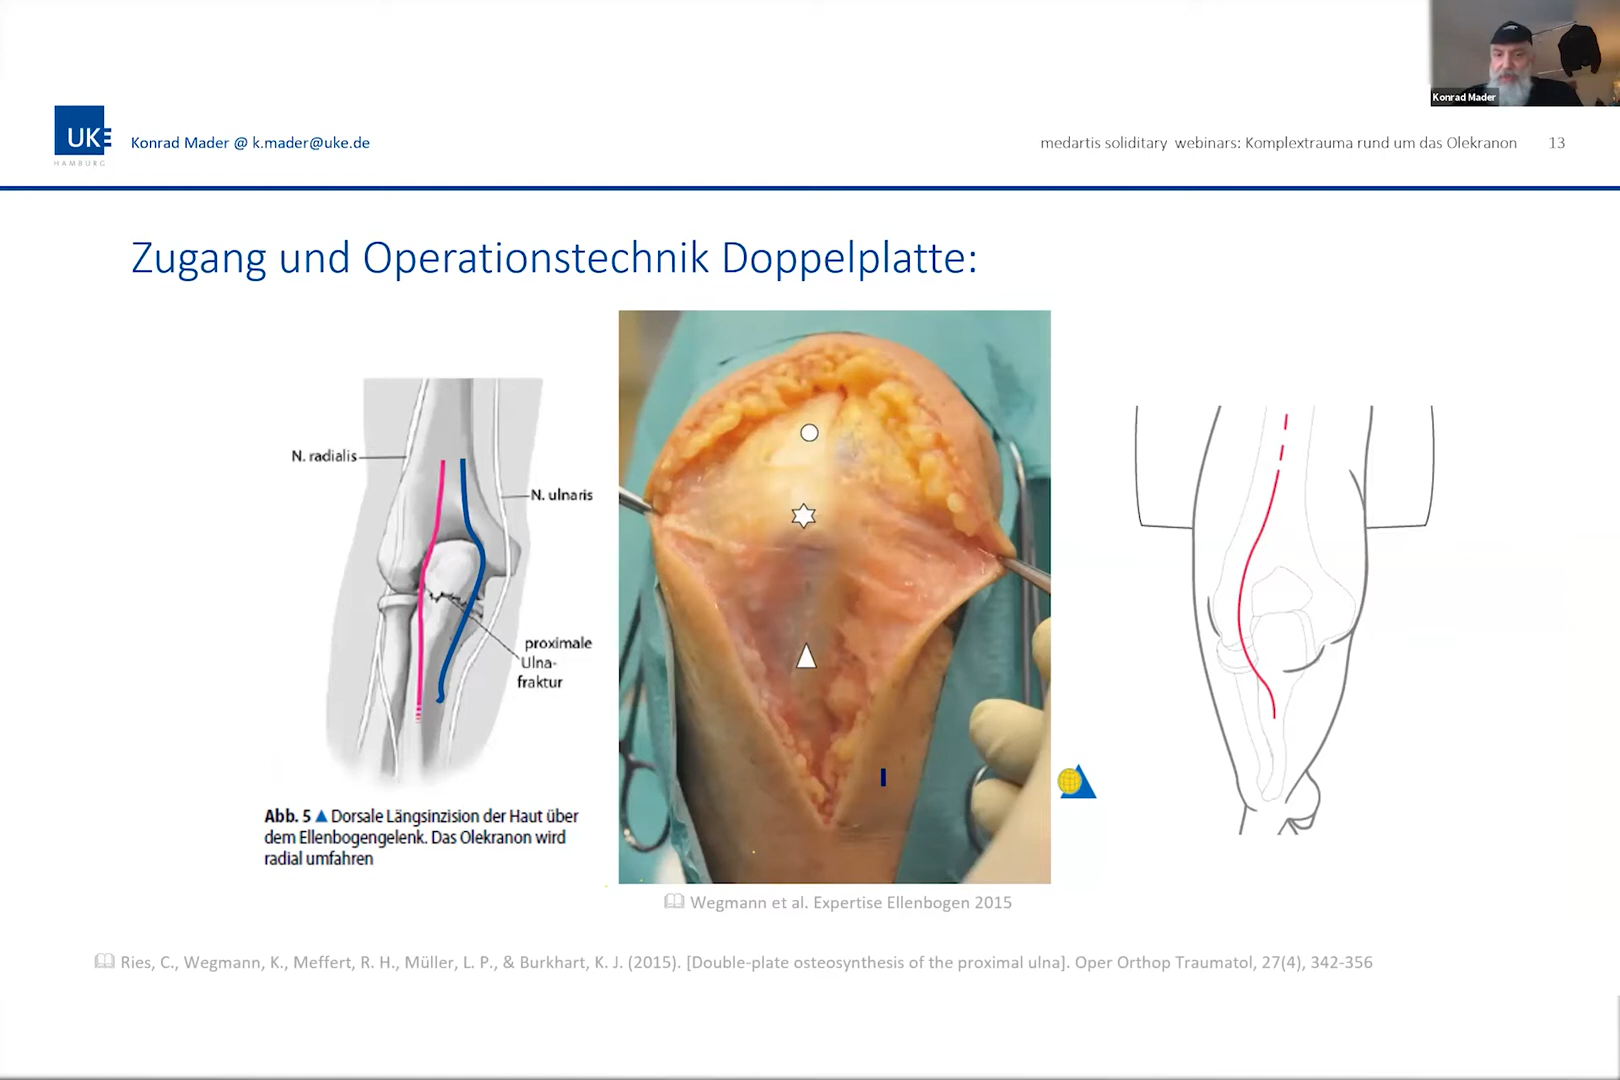 Konrad Mader
UKE
HAMBURG
Konrad Mader @ k.mader@uke.de
medartis soliditary webinars: Komplextrauma rund um das Olekranon 13
Zugang und Operationstechnik Doppelplatte:
N. radialis
N. ulnaris
proximale
Ulna-
fraktur
Abb. 5 ▲ Dorsale Längsinzision der Haut über
dem Ellenbogengelenk. Das Olekranon wird
radial umfahren
Wegmann et al. Expertise Ellenbogen 2015
Ries, C., Wegmann, K., Meffert, R. H., Müller, L. P., & Burkhart, K. J. (2015). [Double-plate osteosynthesis of the proximal ulna]. Oper Orthop Traumatol, 27(4), 342-356